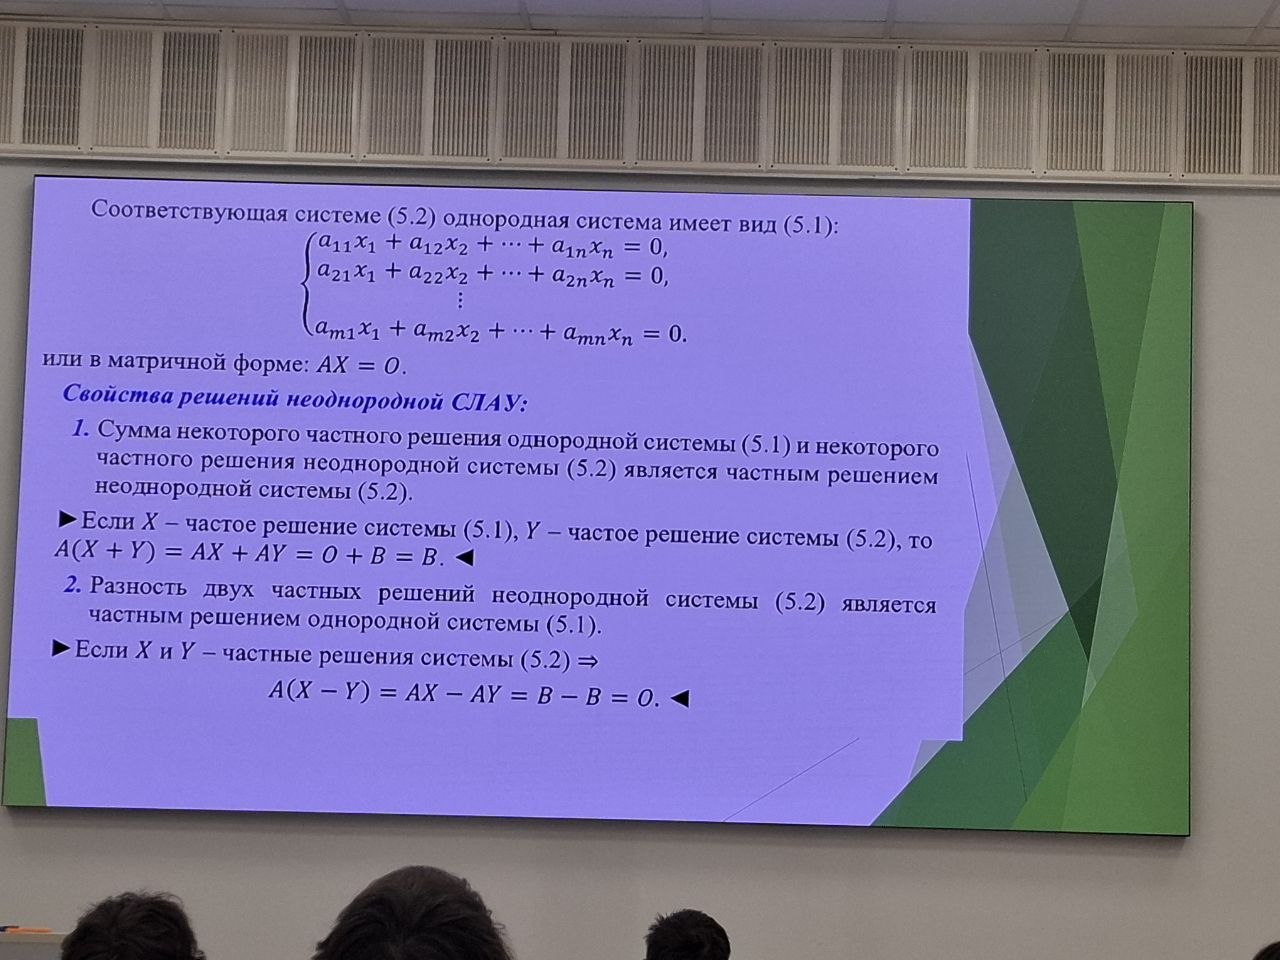 Соответствующая системе (5.2) однородная система имеет вид (5.1):
a₁₁x₁ + a₁₂x₂ + ⋯ + a₁ₙxₙ = 0,
a₂₁x₁ + a₂₂x₂ + ⋯ + a₂ₙxₙ = 0,
⋮
aₘ₁x₁ + aₘ₂x₂ + ⋯ + aₘₙxₙ = 0.
или в матричной форме: AX = O.
Свойства решений неоднородной СЛАУ:
1. Сумма некоторого частного решения однородной системы (5.1) и некоторого
частного решения неоднородной системы (5.2) является частным решением
неоднородной системы (5.2).
►Если X – частое решение системы (5.1), Y – частое решение системы (5.2), то
A(X + Y) = AX + AY = O + B = B. ◄
2. Разность двух частных решений неоднородной системы (5.2) является
частным решением однородной системы (5.1).
►Если X и Y – частные решения системы (5.2) ⇒
A(X − Y) = AX − AY = B − B = O. ◄